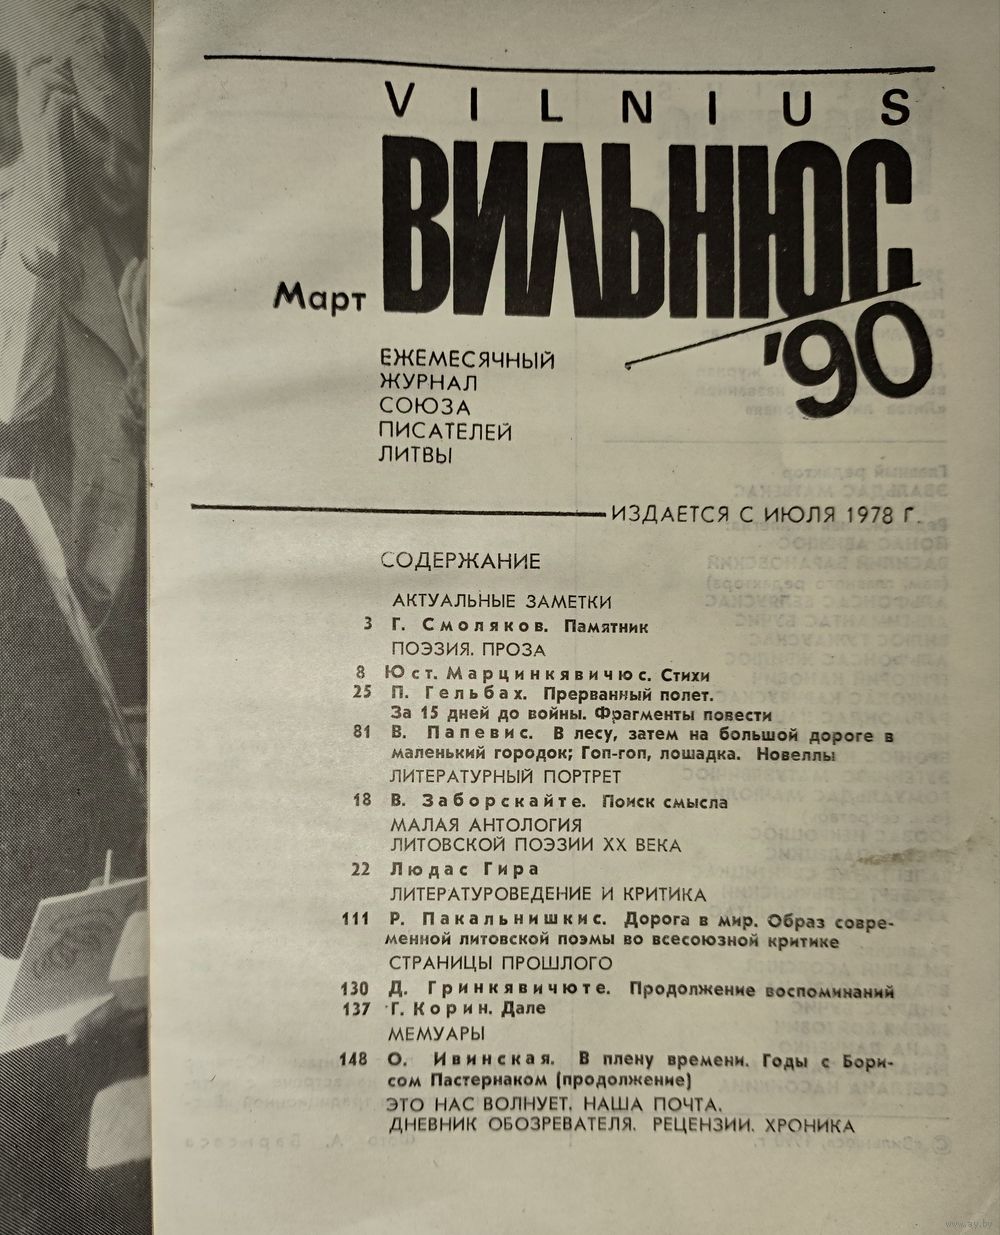 VILNIUS
ВИЛЬНЮС
Март
'90
ЕЖЕМЕСЯЧНЫЙ
ЖУРНАЛ
СОЮЗА
ПИСАТЕЛЕЙ
ЛИТВЫ
ИЗДАЕТСЯ С ИЮЛЯ 1978 Г.
СОДЕРЖАНИЕ
АКТУАЛЬНЫЕ ЗАМЕТКИ
3 Г. Смоляков. Памятник
ПОЭЗИЯ. ПРОЗА
8 Юст. Марцинкявичюс. Стихи
25 П. Гельбах. Прерванный полет.
За 15 дней до войны. Фрагменты повести
81 В. Папевис. В лесу, затем на большой дороге в
маленький городок; Гоп-гоп, лошадка. Новеллы
ЛИТЕРАТУРНЫЙ ПОРТРЕТ
18 В. Заборскайте. Поиск смысла
МАЛАЯ АНТОЛОГИЯ
ЛИТОВСКОЙ ПОЭЗИИ XX ВЕКА
22 Людас Гира
ЛИТЕРАТУРОВЕДЕНИЕ И КРИТИКА
111 Р. Пакальнишкис. Дорога в мир. Образ совре-
менной литовской поэмы во всесоюзной критике
СТРАНИЦЫ ПРОШЛОГО
130 Д. Гринкявичюте. Продолжение воспоминаний
137 Г. Корин. Дале
МЕМУАРЫ
148 О. Ивинская. В плену времени. Годы с Бори-
сом Пастернаком (продолжение)
ЭТО НАС ВОЛНУЕТ. НАША ПОЧТА.
ДНЕВНИК ОБОЗРЕВАТЕЛЯ. РЕЦЕНЗИИ. ХРОНИКА
www.ay.by